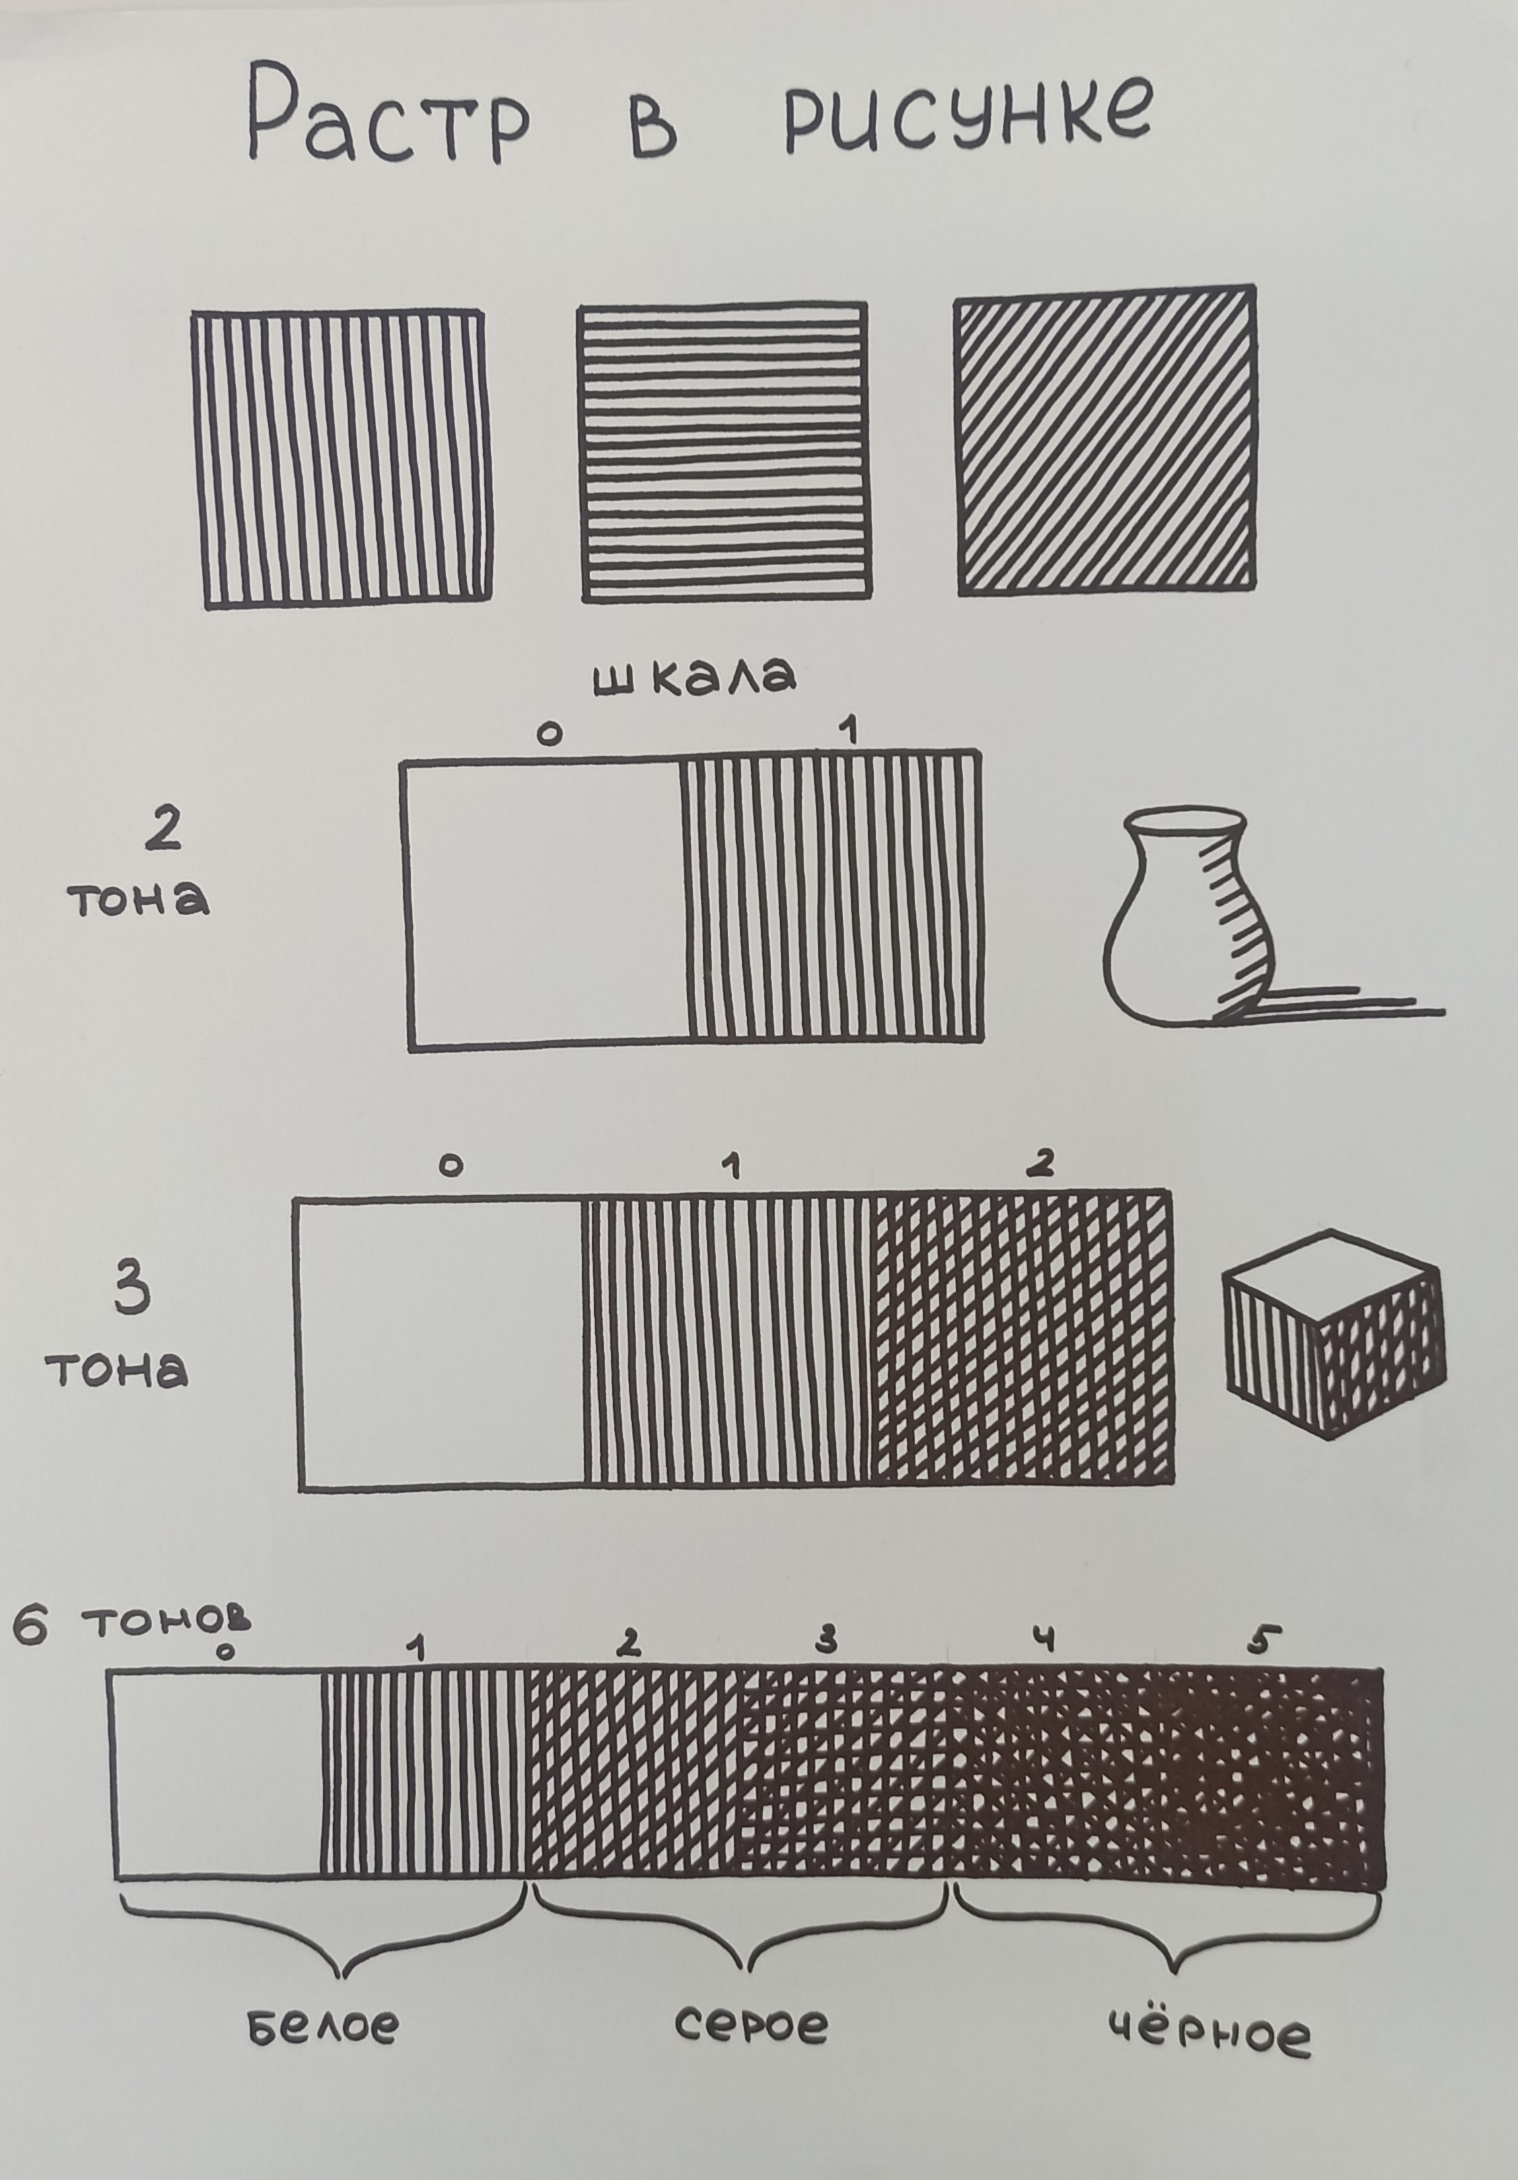 Растр в рисунке
шкала
0 1
2
тона
0 1 2
3
тона
6 тонов
0 1 2 3 4 5
белое серое чёрное